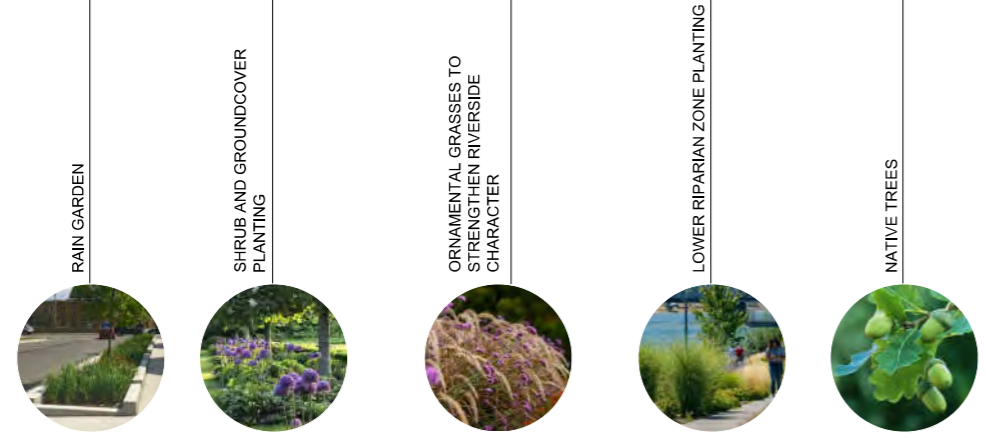 RAIN GARDEN
SHRUB AND GROUNDCOVER
PLANTING
ORNAMENTAL GRASSES TO
STRENGTHEN RIVERSIDE
CHARACTER
LOWER RIPARIAN ZONE PLANTING
NATIVE TREES